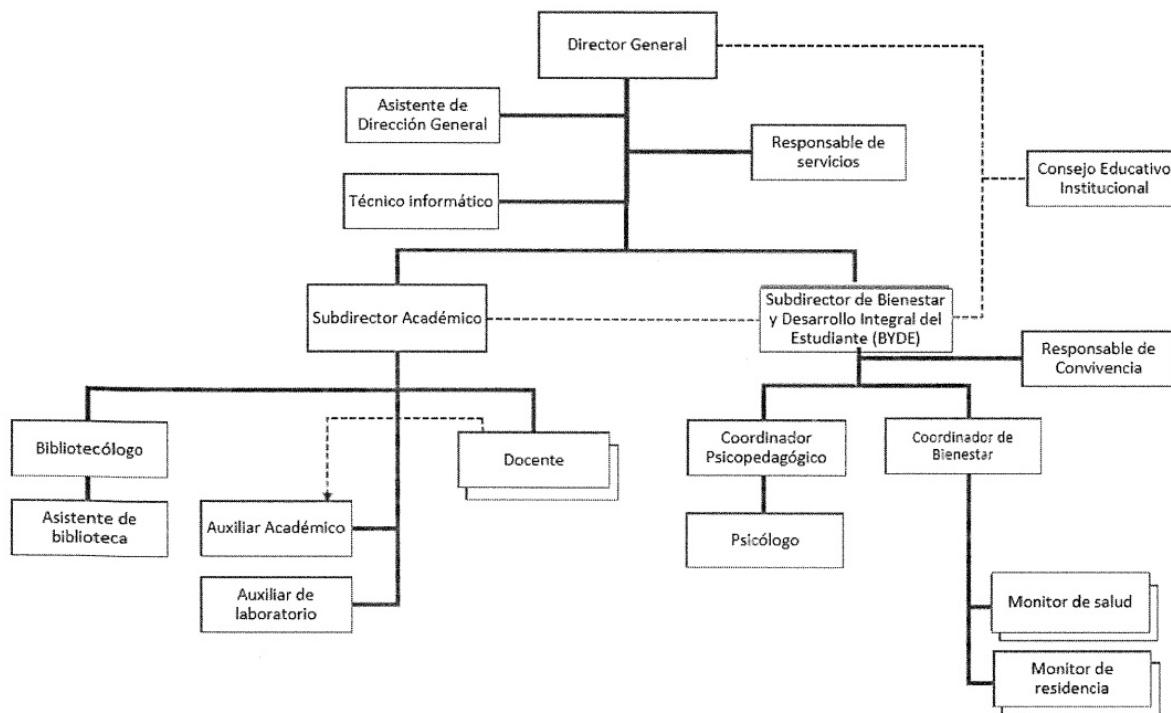 Director General
Asistente de
Dirección General
Responsable de
servicios
Consejo Educativo
Institucional
Técnico informático
Subdirector Académico
Subdirector de Bienestar
y Desarrollo Integral del
Estudiante (BYDE)
Responsable de
Convivencia
Bibliotecólogo
Docente
Coordinador
Psicopedagógico
Coordinador de
Bienestar
Asistente de
biblioteca
Auxiliar Académico
Psicólogo
Auxiliar de
laboratorio
Monitor de salud
Monitor de
residencia